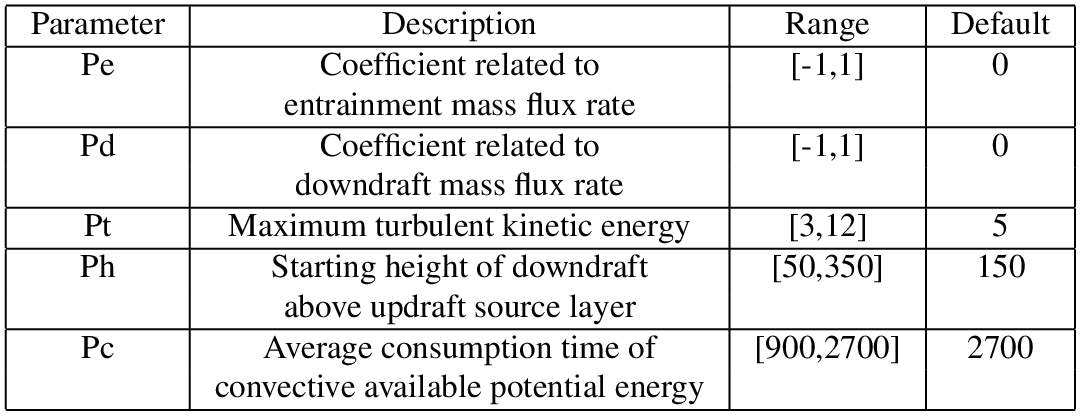 Parameter Description Range Default
Pe Coefficient related to [-1,1] 0
entrainment mass flux rate
Pd Coefficient related to [-1,1] 0
downdraft mass flux rate
Pt Maximum turbulent kinetic energy [3,12] 5
Ph Starting height of downdraft [50,350] 150
above updraft source layer
Pc Average consumption time of [900,2700] 2700
convective available potential energy